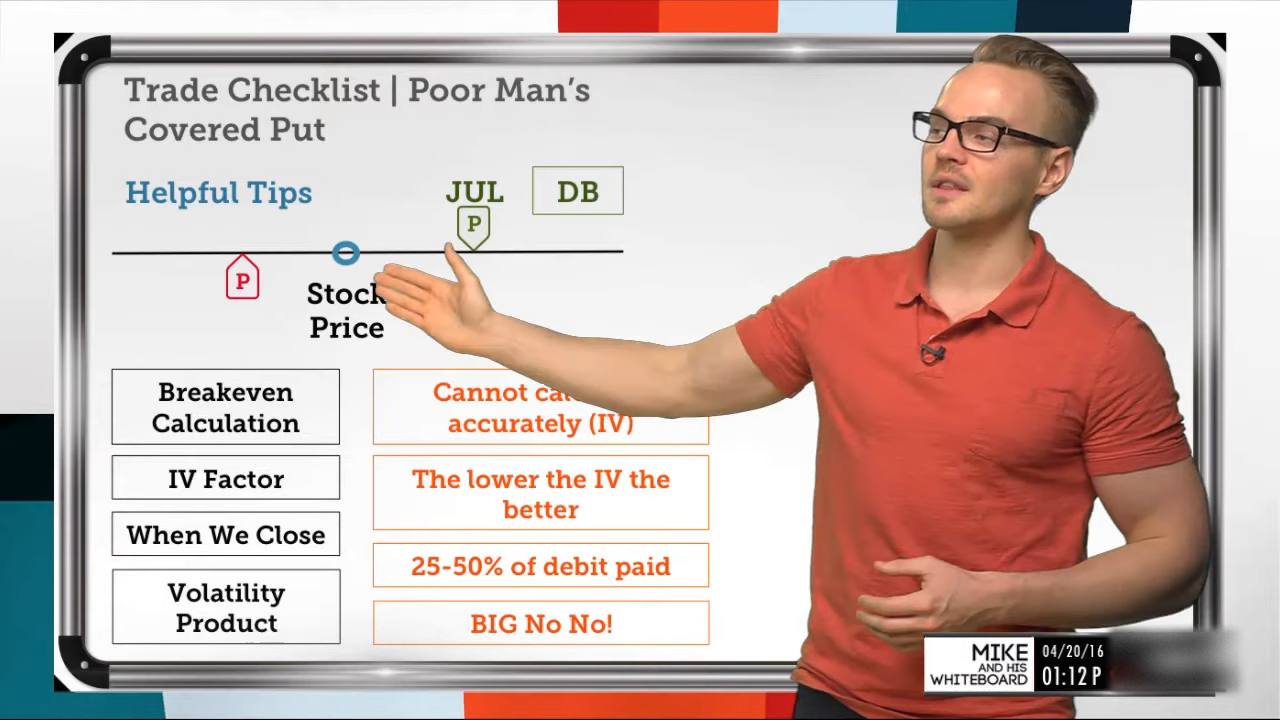 Trade Checklist | Poor Man's
Covered Put
Helpful Tips
JUL
DB
P
P
Stock
Price
Breakeven
Calculation
Cannot
accurately (IV)
IV Factor
The lower the IV the
better
When We Close
25-50% of debit paid
Volatility
Product
BIG No No!
MIKE
AND HIS
WHITEBOARD
04/20/16
01:12 P